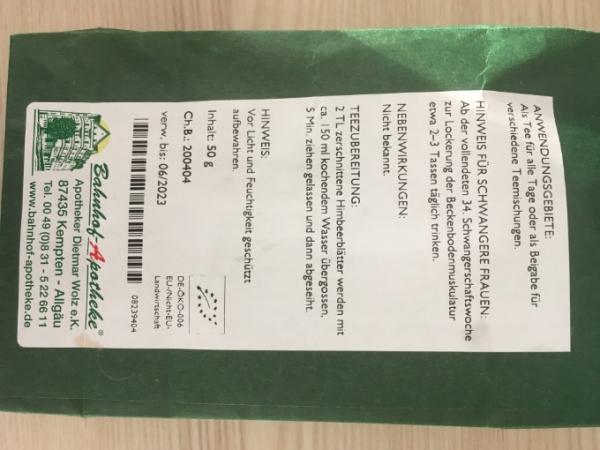 ANWENDUNGSGEBIETE:
Als Tee für alle Tage oder als Beigabe für
verschiedene Teemischungen.
HINWEIS FÜR SCHWANGERE FRAUEN:
Ab der vollendeten 34. Schwangerschaftswoche
zur Lockerung der Beckenbodenmuskulatur
etwa 2–3 Tassen täglich trinken.
NEBENWIRKUNGEN:
Nicht bekannt.
TEEZUBEREITUNG:
2 TL zerschnittene Himbeerblätter werden mit
ca. 150 ml kochendem Wasser übergossen,
5 Min. ziehen gelassen und dann abgeseiht.
HINWEIS:
Vor Licht und Feuchtigkeit geschützt
aufbewahren.
Inhalt: 50 g
Ch.B.: 200404
verw. bis: 06/2023
DE-ÖKO-006
EU-/Nicht-EU-
Landwirtschaft
08239404
Bahnhof-Apotheke®
Apotheker Dietmar Wolz e.K.
87435 Kempten - Allgäu
Tel. 00 49 (0)8 31 - 5 22 66 11
www.bahnhof-apotheke.de